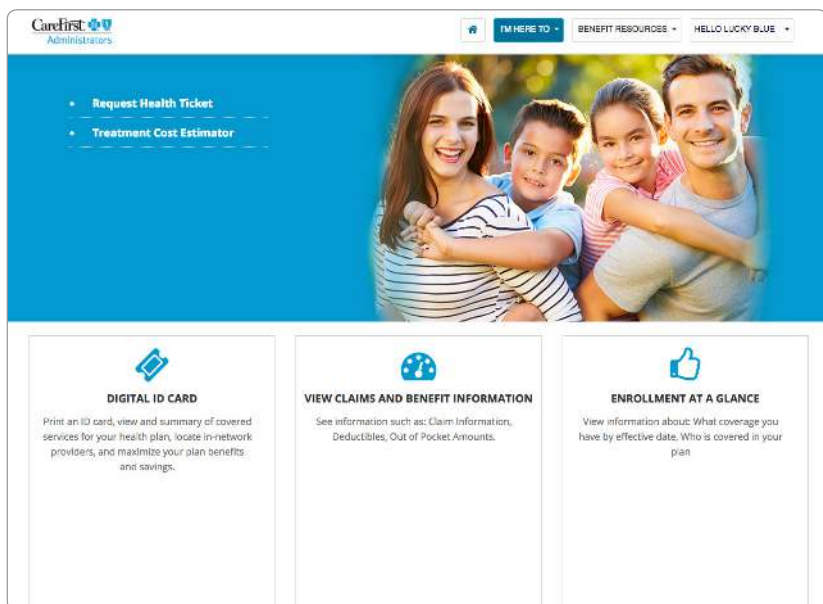 CareFirst
Administrators
I'M HERE TO
BENEFIT RESOURCES
HELLO LUCKY BLUE
Request Health Ticket
Treatment Cost Estimator
DIGITAL ID CARD
Print an ID card, view and summary of covered
services for your health plan, locate in-network
providers, and maximize your plan benefits
and savings.
VIEW CLAIMS AND BENEFIT INFORMATION
See information such as: Claim Information,
Deductibles, Out of Pocket Amounts.
ENROLLMENT AT A GLANCE
View information about: What coverage you
have by effective date. Who is covered in your
plan